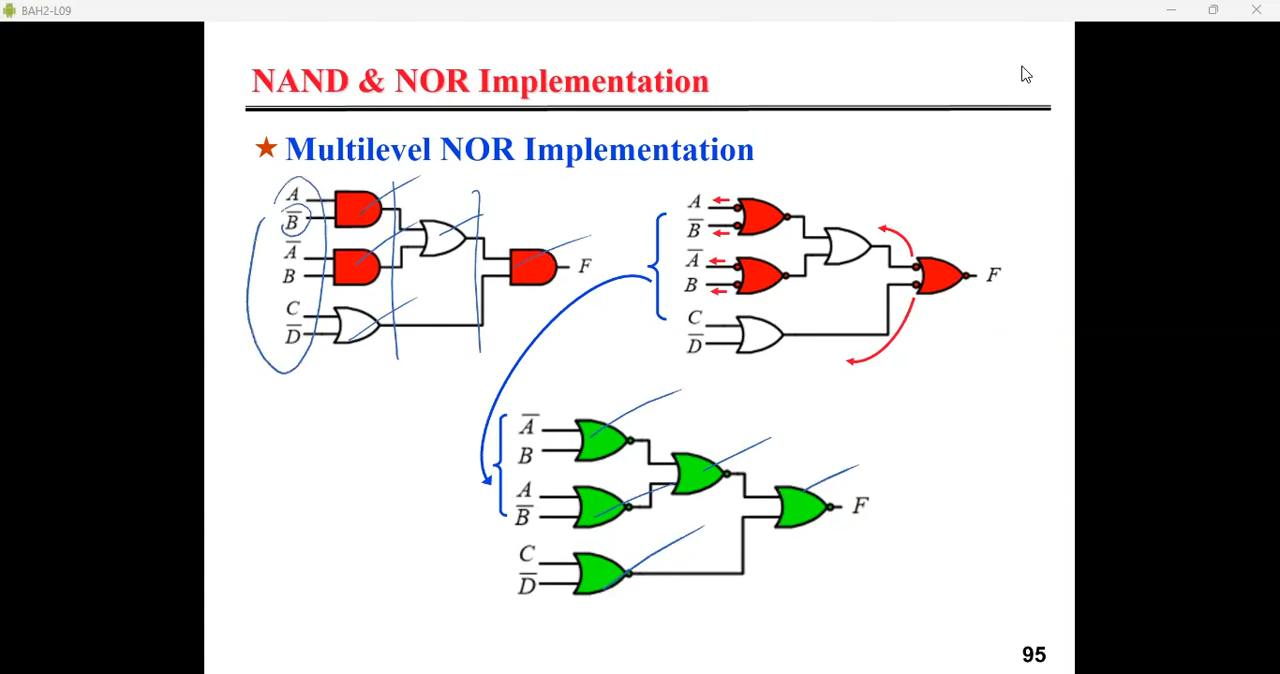 BAH2-L09
NAND & NOR Implementation
★ Multilevel NOR Implementation
A
B̅
A̅
B
C
D̅
F
A
B̅
A̅
B
C
D̅
F
A̅
B
A
B̅
C
D̅
F
95